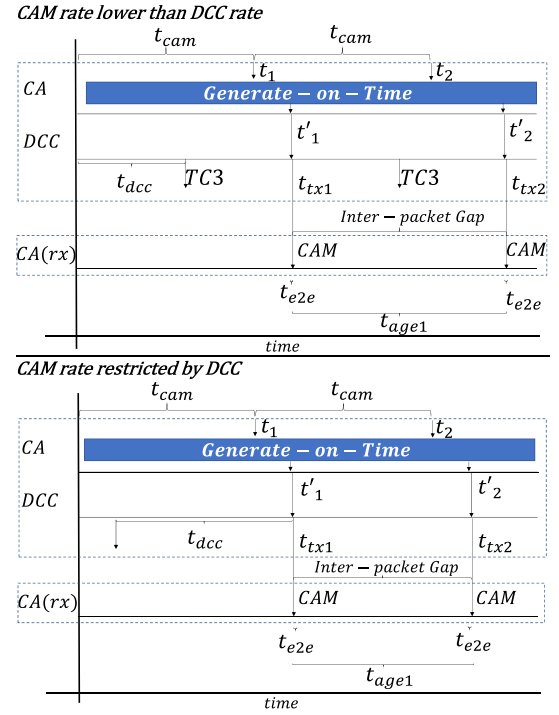 CAM rate lower than DCC rate
t_cam t_cam
t_1 t_2
CA Generate − on − Time
DCC t'_1 t'_2
t_dcc TC3 t_tx1 TC3 t_tx2
Inter − packet Gap
CA(rx) CAM CAM
t_e2e t_e2e
t_age1
time
CAM rate restricted by DCC
t_cam t_cam
t_1 t_2
CA Generate − on − Time
DCC t'_1 t'_2
t_dcc t_tx1 t_tx2
Inter − packet Gap
CA(rx) CAM CAM
t_e2e t_e2e
t_age1
time